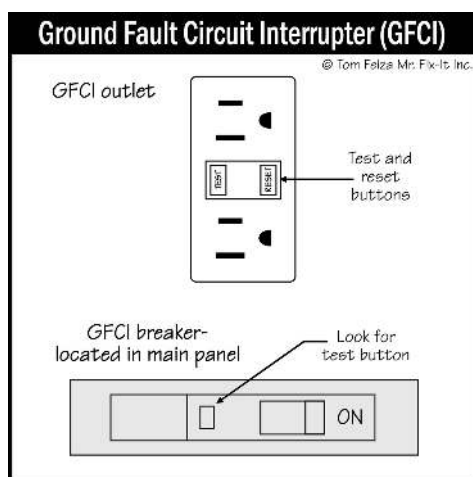 Ground Fault Circuit Interrupter (GFCI)
© Tom Feiza Mr. Fix-It Inc.
GFCI outlet
TEST
RESET
Test and
reset
buttons
GFCI breaker-
located in main panel
Look for
test button
ON